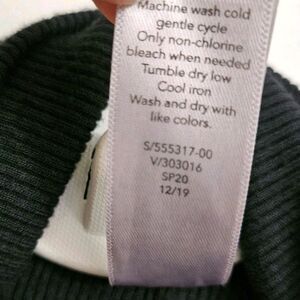 Machine wash cold
gentle cycle
Only non-chlorine
bleach when needed
Tumble dry low
Cool iron
Wash and dry with
like colors.
S/555317-00
V/303016
SP20
12/19